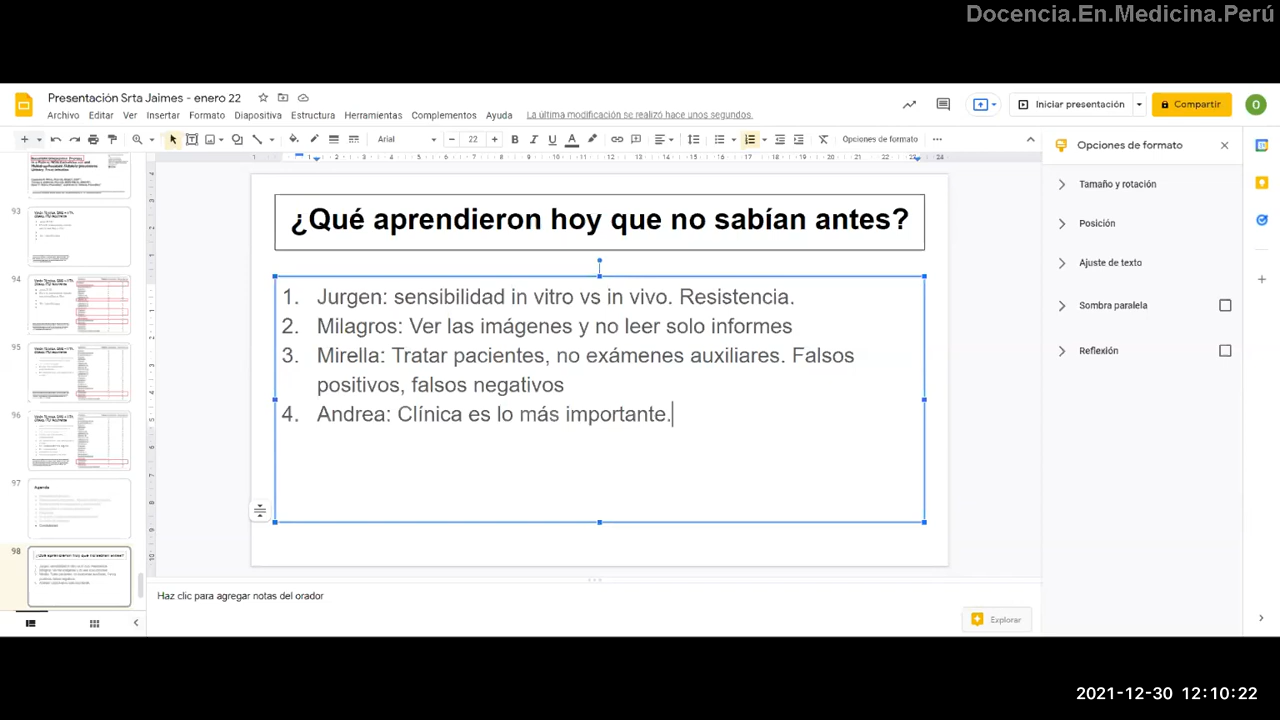 Docencia.En.Medicina.Perú
Presentación Srta Jaimes - enero 22
Archivo Editar Ver Insertar Formato Diapositiva Estructura Herramientas Complementos Ayuda La última modificación se realizó hace unos segundos.
Iniciar presentación
Compartir
O
Arial
Opciones de formato
Opciones de formato
Tamaño y rotación
Posición
Ajuste de texto
Sombra paralela
Reflexión
93
94
95
96
97
Agenda
98
¿Qué aprendieron hoy que no sabían antes?
1. sensibilidad in vitro vs in vivo. Resistencia.
2. Milagros: Ver las imágenes y no leer solo informes
3. Mirella: Tratar pacientes, no exámenes auxiliares. Falsos
positivos, falsos negativos
4. Andrea: Clínica es lo más importante.
Haz clic para agregar notas del orador
Explorar
2021-12-30 12:10:22